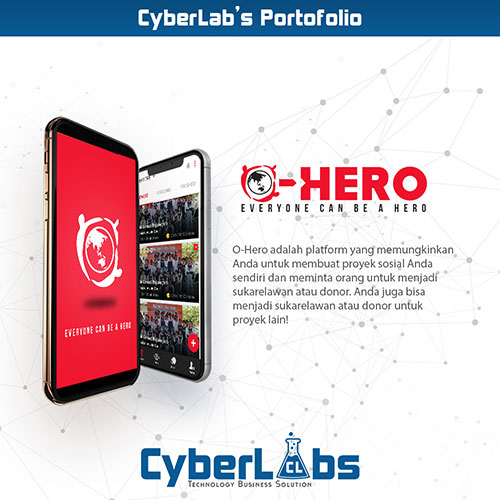 CyberLab's Portofolio
O-HERO
EVERYONE CAN BE A HERO
O-Hero adalah platform yang memungkinkan
Anda untuk membuat proyek sosial Anda
sendiri dan meminta orang untuk menjadi
sukarelawan atau donor. Anda juga bisa
menjadi sukarelawan atau donor untuk
proyek lain!
EVERYONE CAN BE A HERO
CyberLabs
CL
TECHNOLOGY BUSINESS SOLUTION